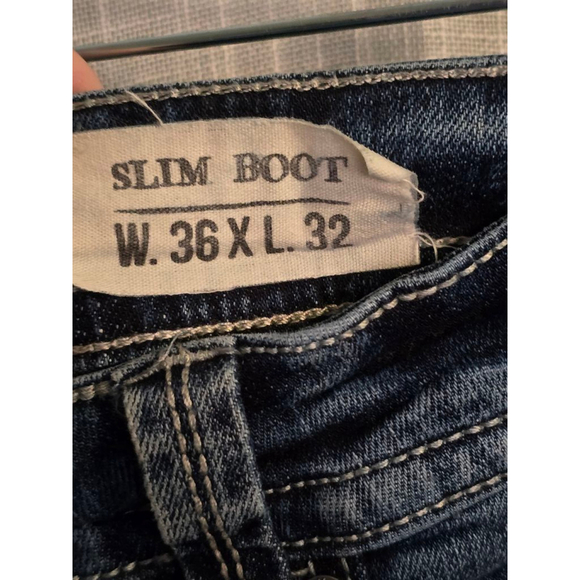 SLIM BOOT
W. 36 X L. 32